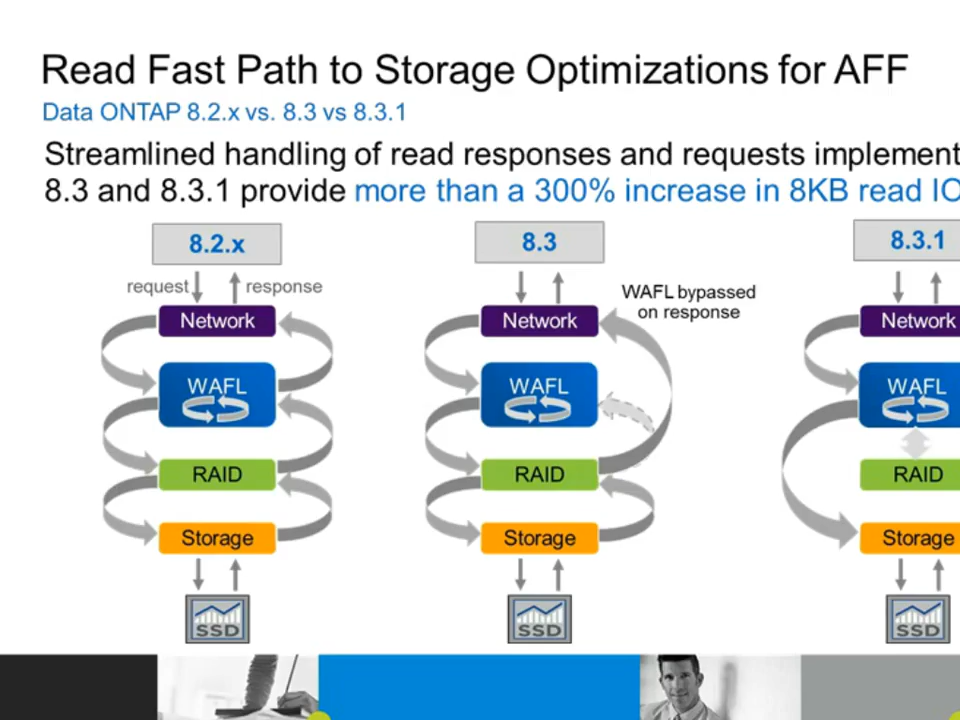 Read Fast Path to Storage Optimizations for AFF
Data ONTAP 8.2.x vs. 8.3 vs 8.3.1
Streamlined handling of read responses and requests implement
8.3 and 8.3.1 provide more than a 300% increase in 8KB read IO
8.2.x
8.3
8.3.1
request
response
WAFL bypassed
on response
Network
Network
Network
WAFL
WAFL
WAFL
RAID
RAID
RAID
Storage
Storage
Storage
SSD
SSD
SSD